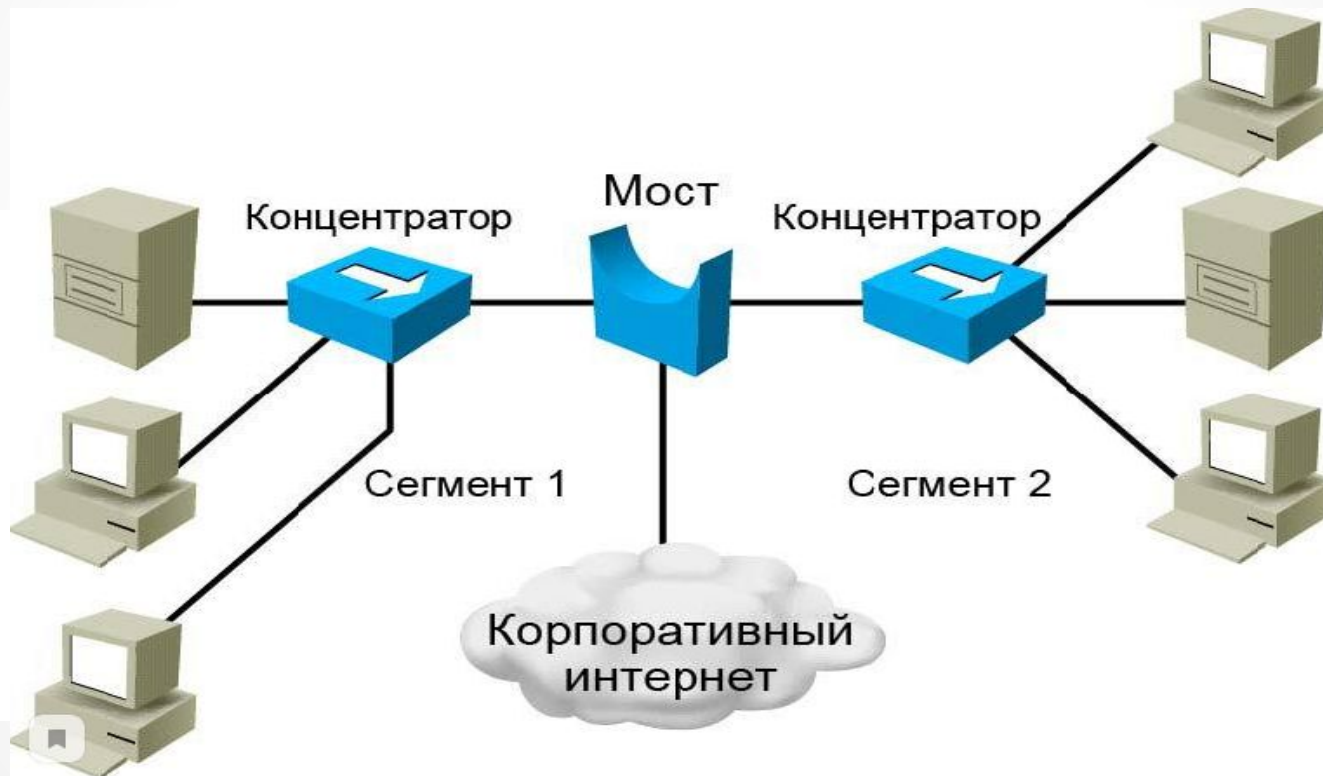 Мост
Концентратор
Концентратор
Сегмент 1
Сегмент 2
Корпоративный
интернет